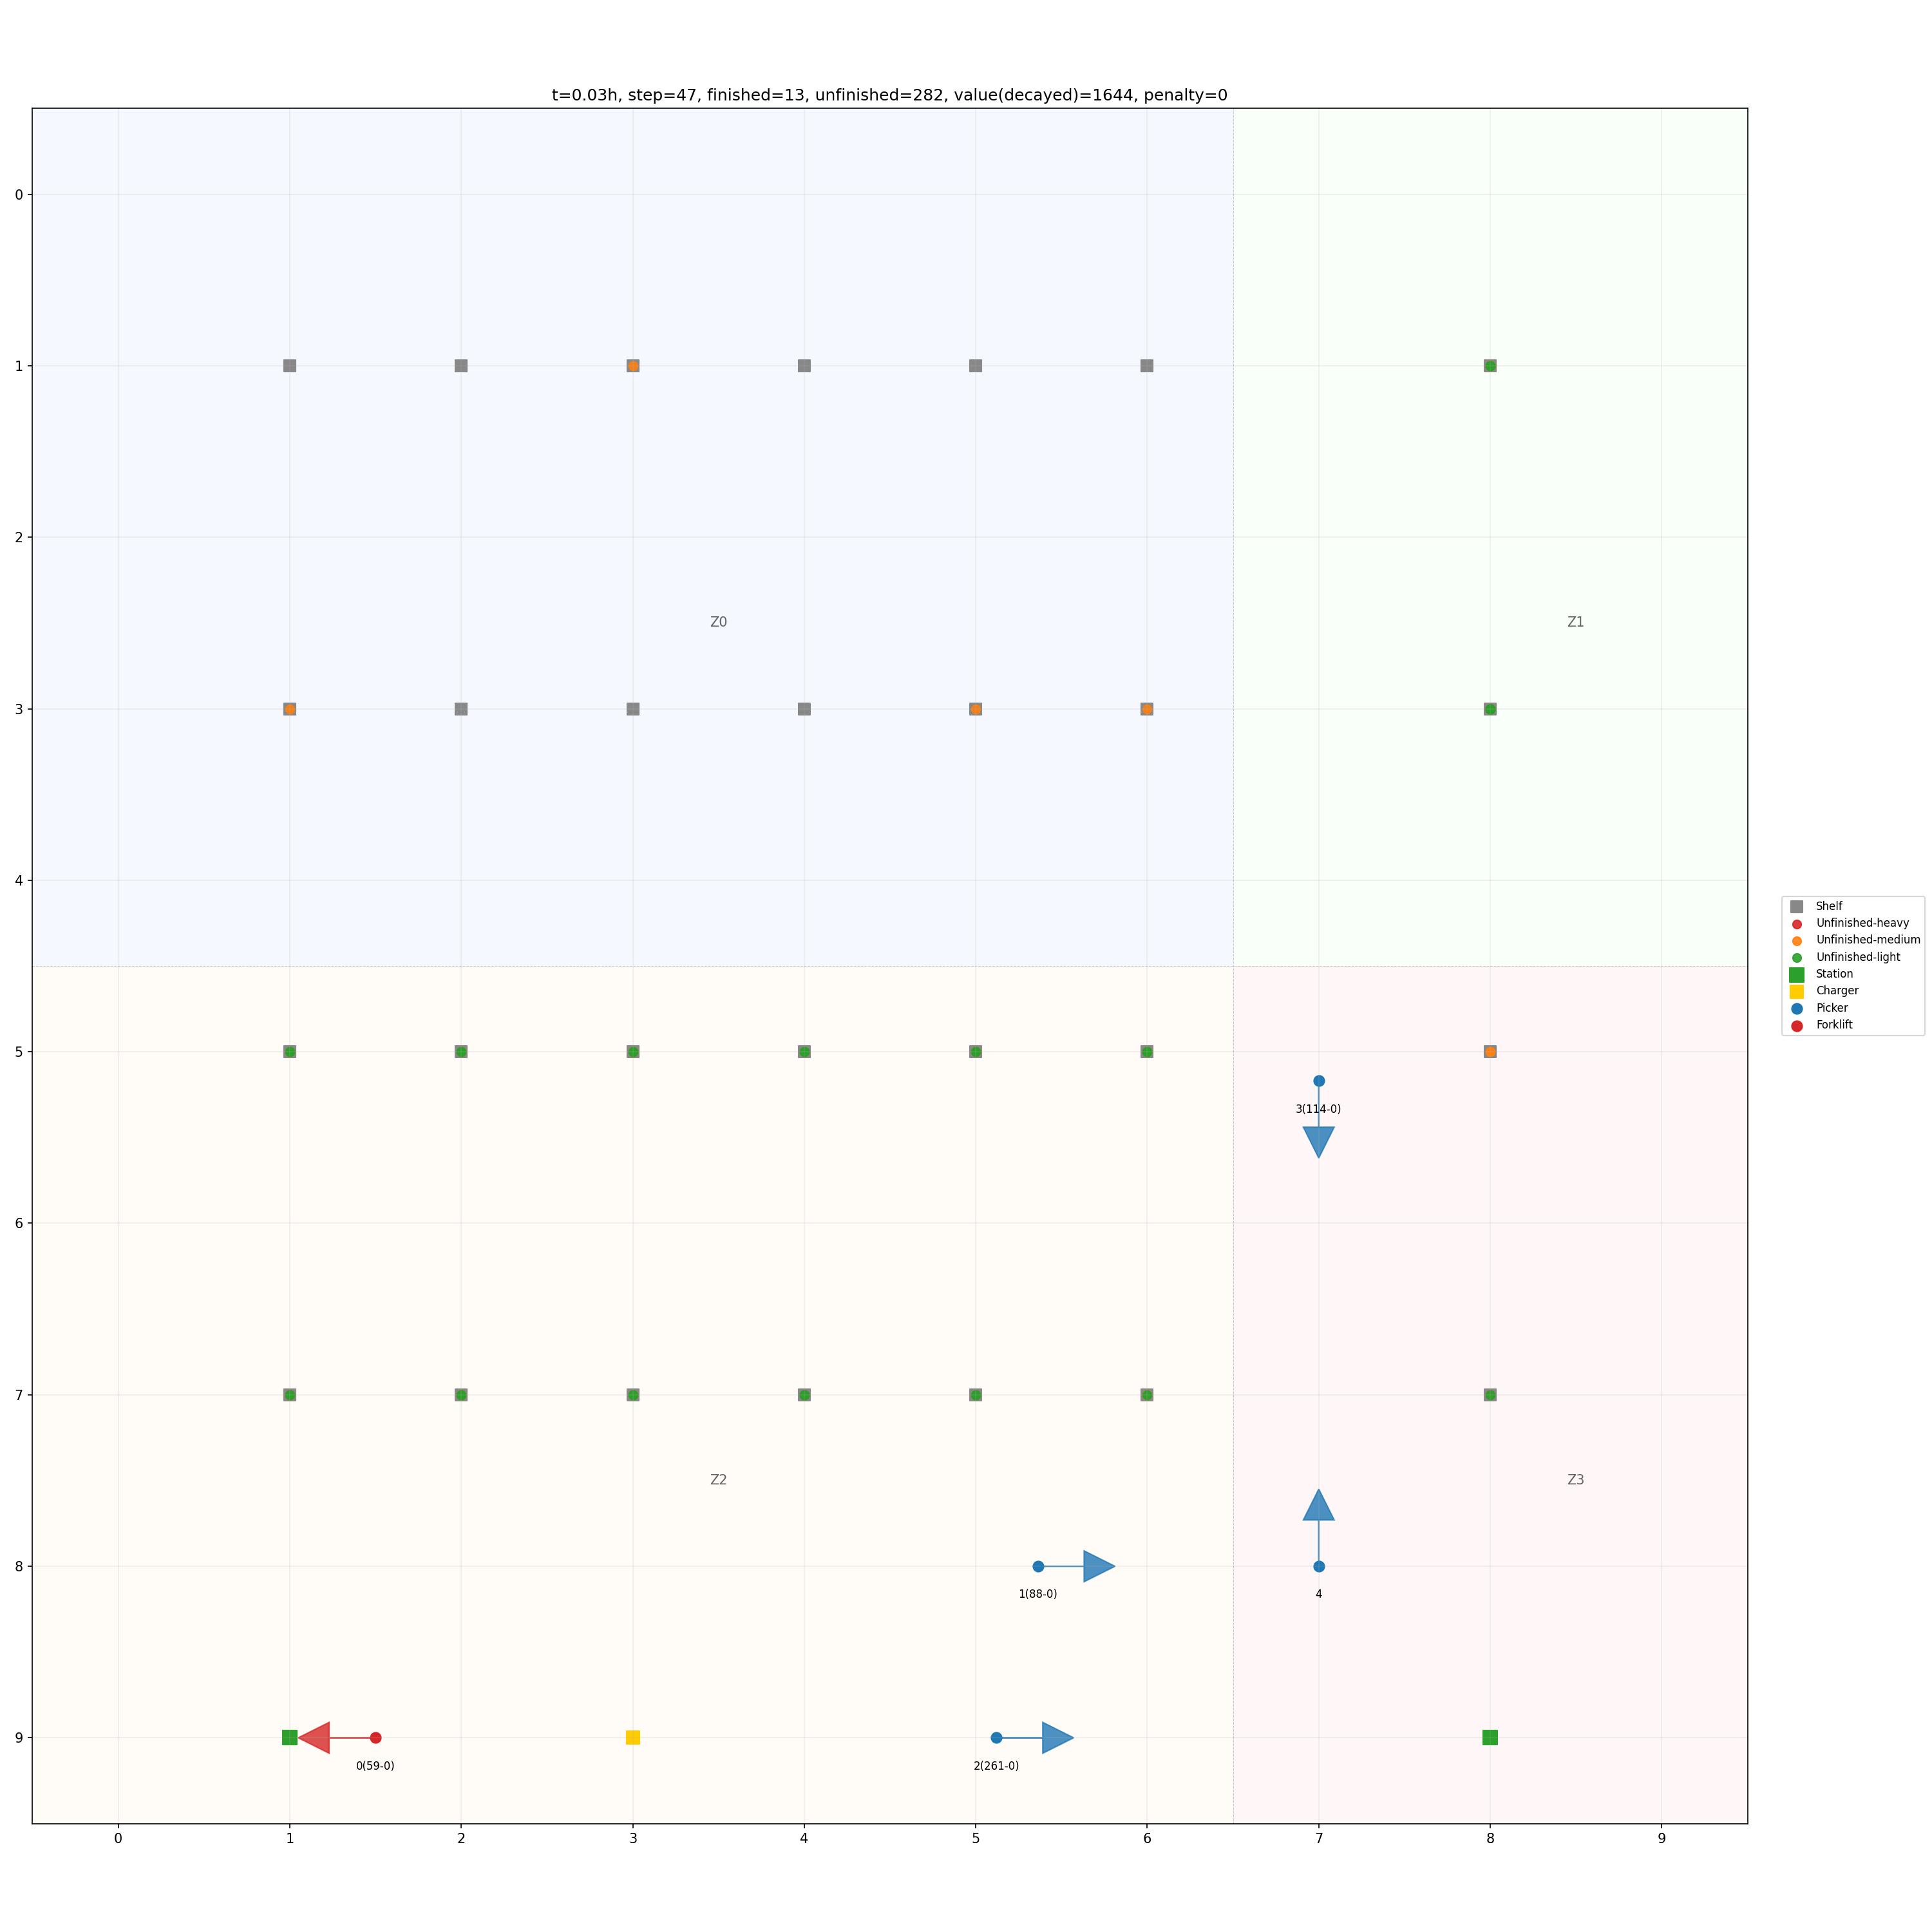 t=0.03h, step=47, finished=13, unfinished=282, value(decayed)=1644, penalty=0
0
1
2
Z0
Z1
3
4
Shelf
Unfinished-heavy
Unfinished-medium
Unfinished-light
Station
Charger
Picker
Forklift
5
3(114-0)
6
7
Z2
Z3
8
1(88-0)
4
9
0(59-0)
2(261-0)
0 1 2 3 4 5 6 7 8 9